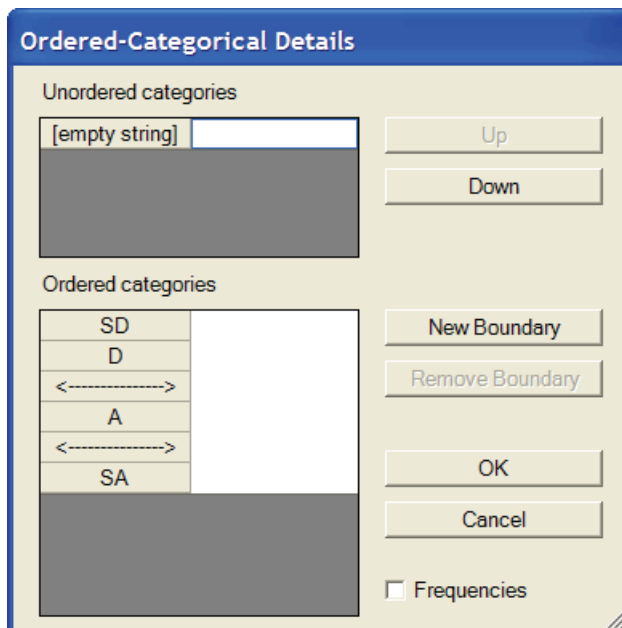 Ordered-Categorical Details
Unordered categories
[empty string]
Up
Down
Ordered categories
SD
D
<--------------->
A
<--------------->
SA
New Boundary
Remove Boundary
OK
Cancel
Frequencies